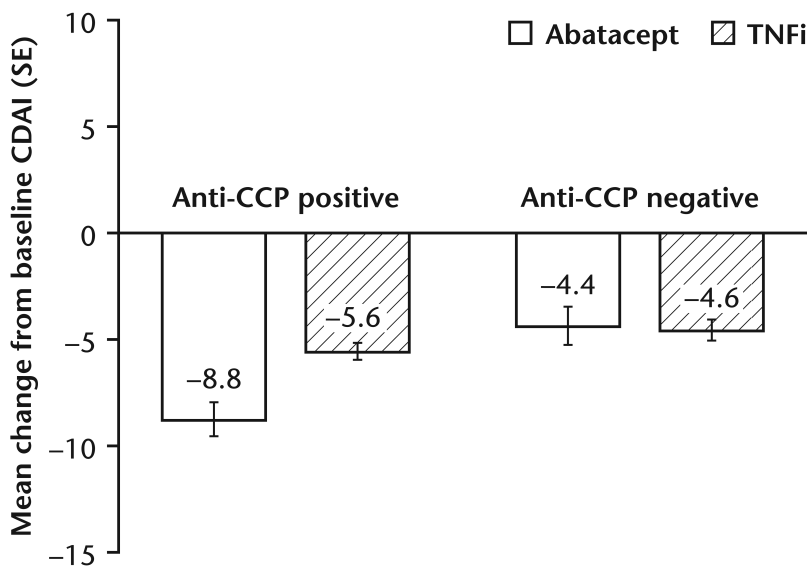 Abatacept TNFi
Mean change from baseline CDAI (SE)
10
5
0
–5
–10
–15
Anti-CCP positive
Anti-CCP negative
–8.8
–5.6
–4.4
–4.6